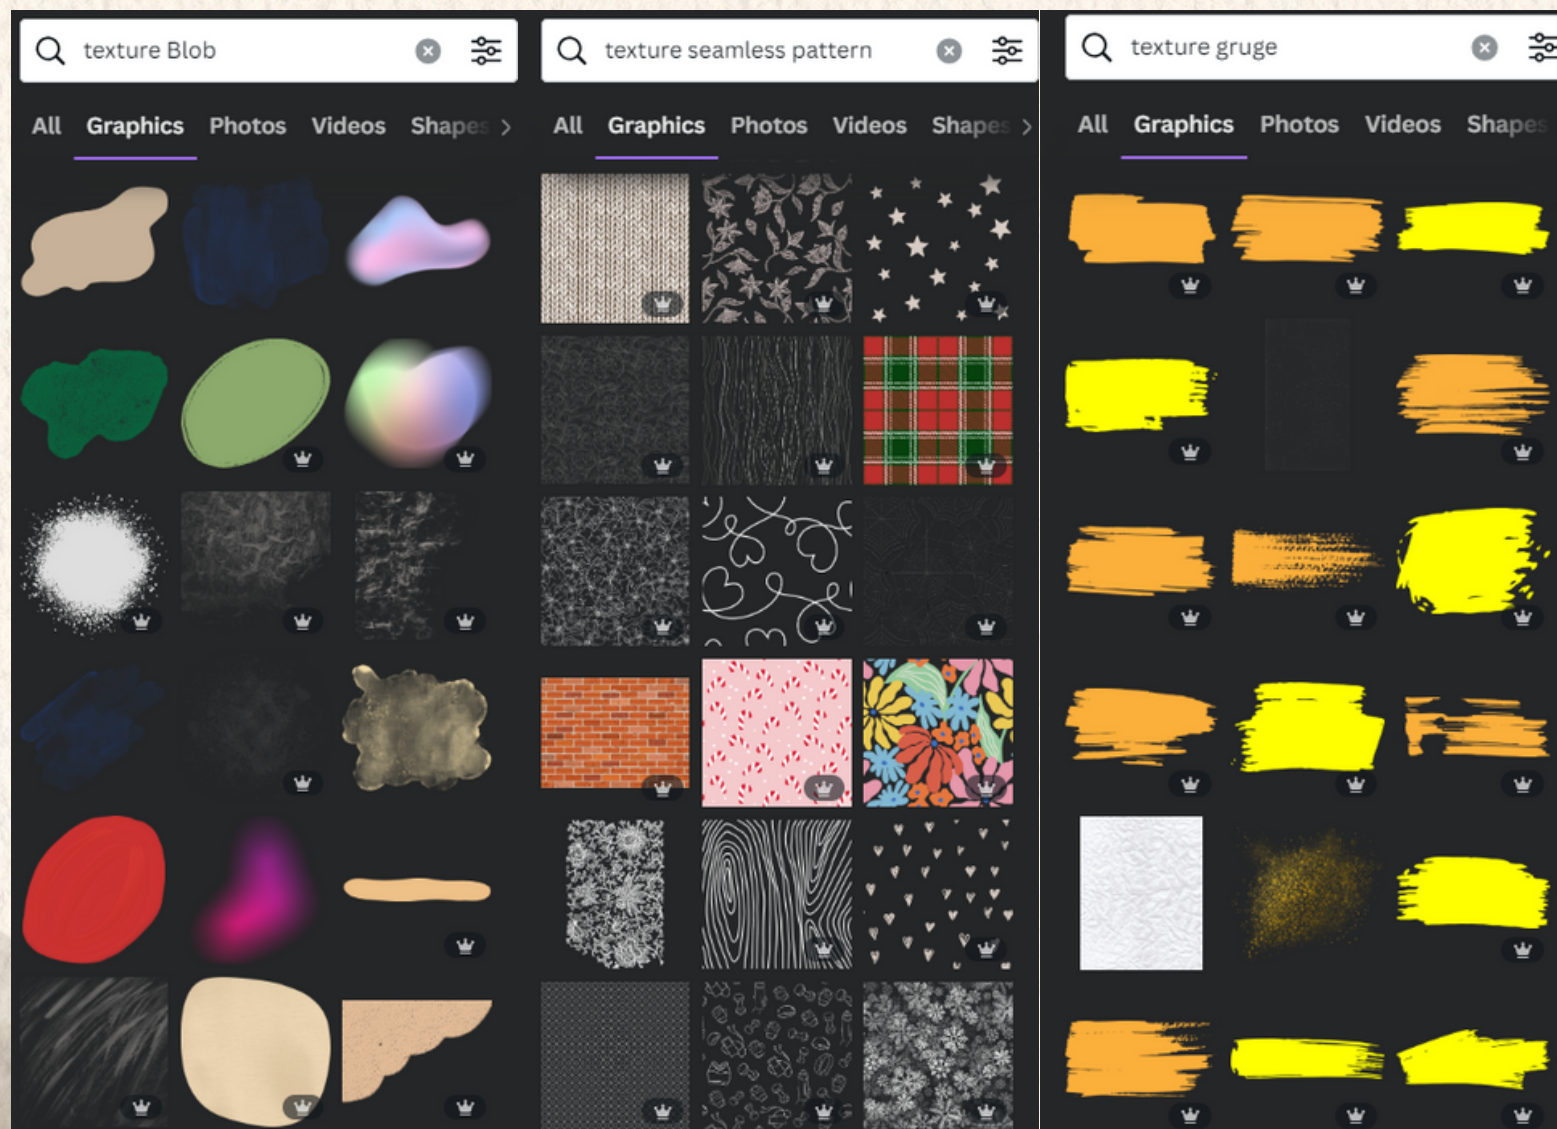 texture Blob
All Graphics Photos Videos Shapes
texture seamless pattern
All Graphics Photos Videos Shapes
texture gruge
All Graphics Photos Videos Shapes